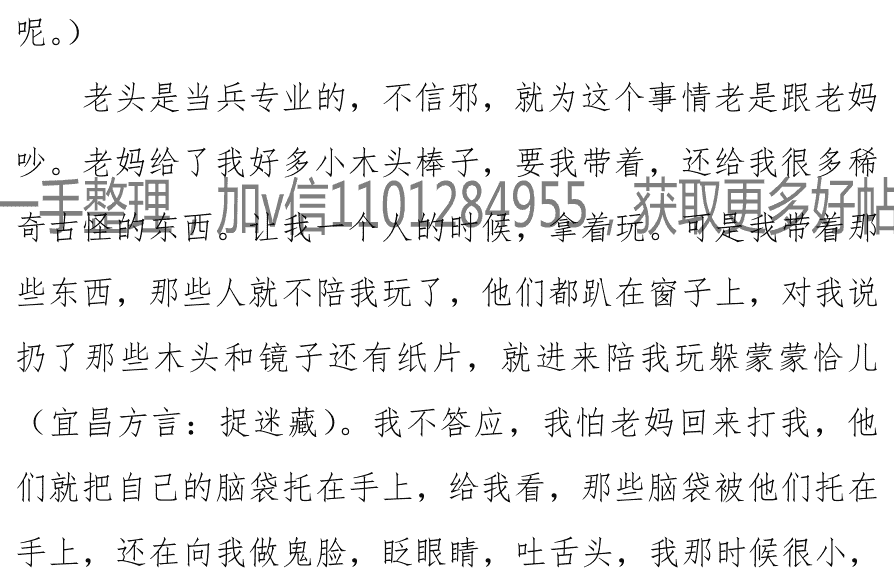 呢。）
老头是当兵专业的，不信邪，就为这个事情老是跟老妈
吵。老妈给了我好多小木头棒子，要我带着，还给我很多稀
一手整理，加v信1101284955，获取更多好帖
奇古怪的东西。让我一个人的时候，拿着玩。可是我带着那
些东西，那些人就不陪我玩了，他们都趴在窗子上，对我说
扔了那些木头和镜子还有纸片，就进来陪我玩躲蒙蒙恰儿
（宜昌方言：捉迷藏）。我不答应，我怕老妈回来打我，他
们就把自己的脑袋托在手上，给我看，那些脑袋被他们托在
手上，还在向我做鬼脸，眨眼睛，吐舌头，我那时候很小，